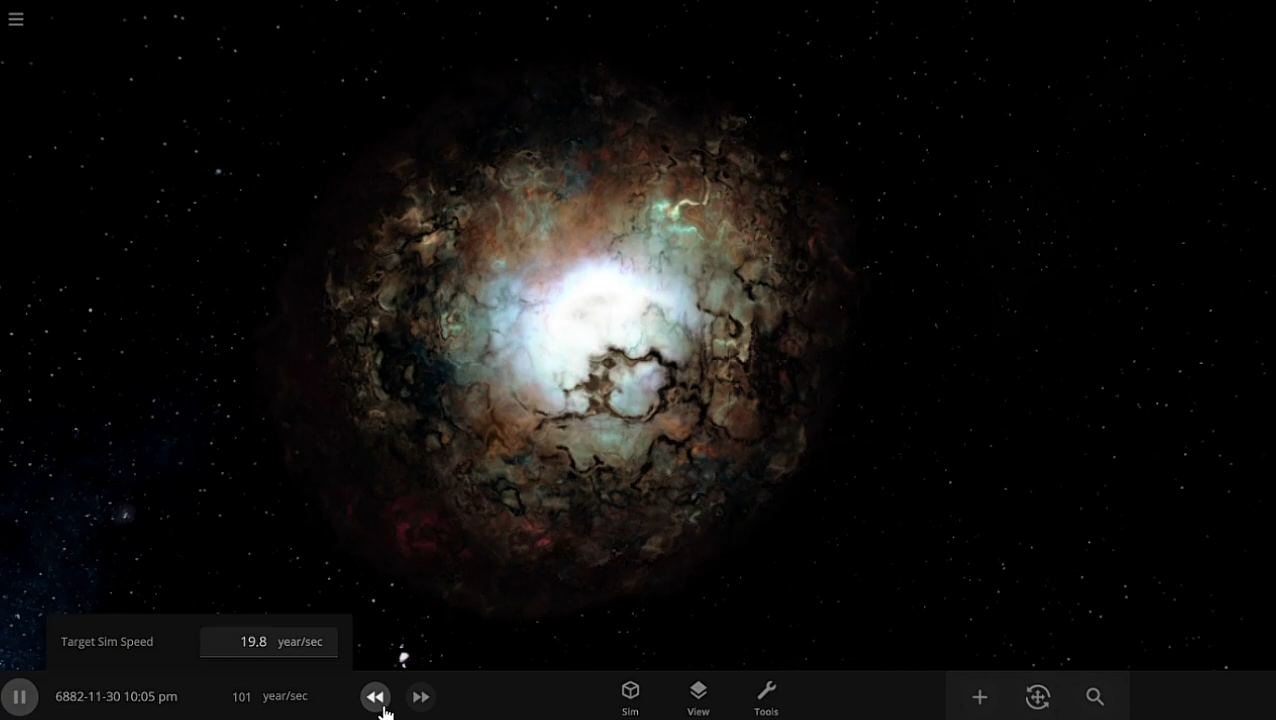 Target Sim Speed 19.8 year/sec
6882-11-30 10:05 pm 101 year/sec
Sim View Tools